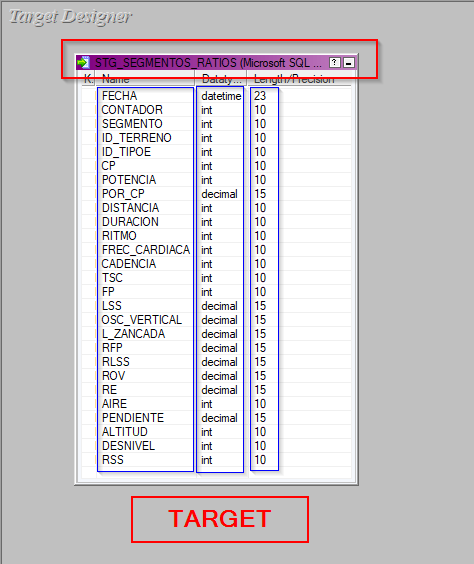 Target Designer
STG_SEGMENTOS_RATIOS (Microsoft SQL ...
K. Name Dataty... Length/Precision
FECHA datetime 23
CONTADOR int 10
SEGMENTO int 10
ID_TERRENO int 10
ID_TIPOE int 10
CP int 10
POTENCIA int 10
POR_CP decimal 15
DISTANCIA int 10
DURACION int 10
RITMO int 10
FREC_CARDIACA int 10
CADENCIA int 10
TSC int 10
FP int 10
LSS decimal 15
OSC_VERTICAL decimal 15
L_ZANCADA decimal 15
RFP decimal 15
RLSS decimal 15
ROV decimal 15
RE decimal 15
AIRE int 10
PENDIENTE decimal 15
ALTITUD int 10
DESNIVEL int 10
RSS int 10
TARGET